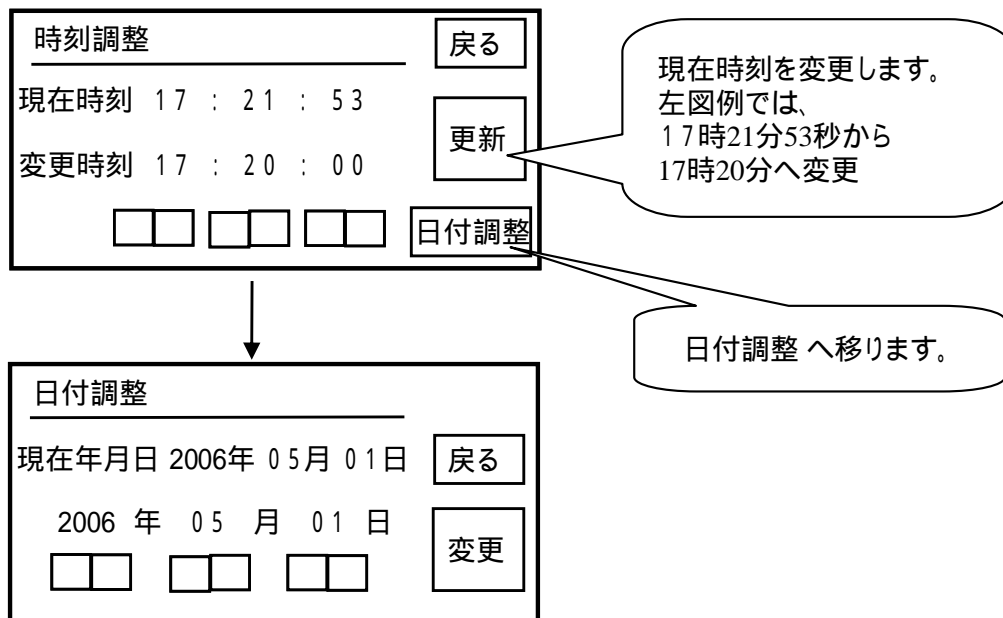 時刻調整
戻る
現在時刻 17 : 21 : 53
更新
変更時刻 17 : 20 : 00
日付調整
現在時刻を変更します。
左図例では、
17時21分53秒から
17時20分へ変更
日付調整 へ移ります。
日付調整
現在年月日 2006年 05月 01日
戻る
2006 年 05 月 01 日
変更